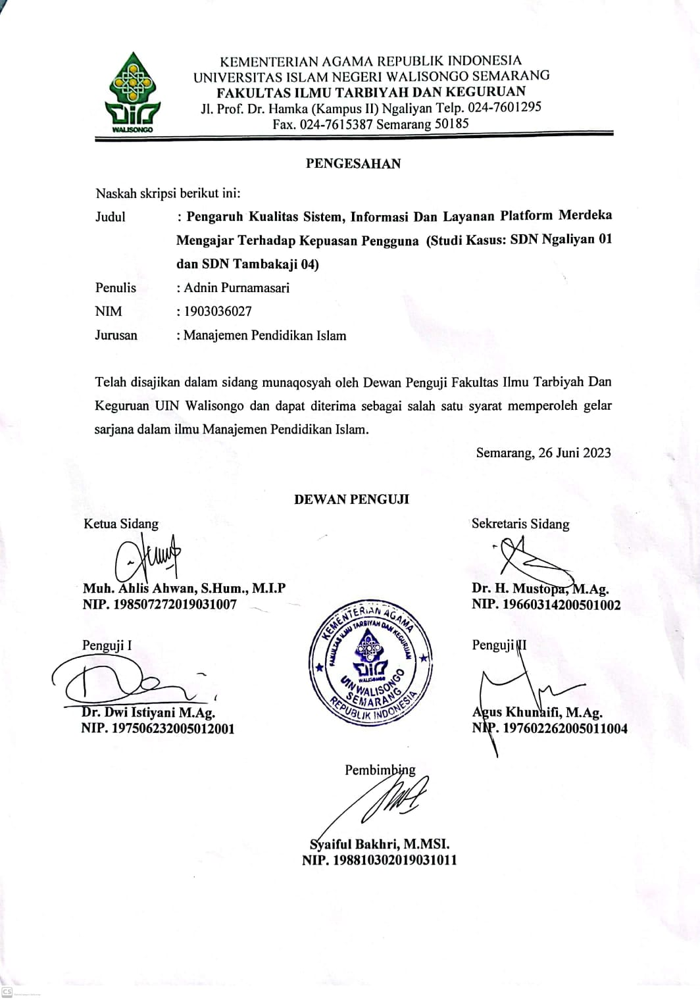 WALISONGO
KEMENTERIAN AGAMA REPUBLIK INDONESIA
UNIVERSITAS ISLAM NEGERI WALISONGO SEMARANG
FAKULTAS ILMU TARBIYAH DAN KEGURUAN
Jl. Prof. Dr. Hamka (Kampus II) Ngaliyan Telp. 024-7601295
Fax. 024-7615387 Semarang 50185
PENGESAHAN
Naskah skripsi berikut ini:
Judul : Pengaruh Kualitas Sistem, Informasi Dan Layanan Platform Merdeka
Mengajar Terhadap Kepuasan Pengguna (Studi Kasus: SDN Ngaliyan 01
dan SDN Tambakaji 04)
Penulis : Adnin Purnamasari
NIM : 1903036027
Jurusan : Manajemen Pendidikan Islam
Telah disajikan dalam sidang munaqosyah oleh Dewan Penguji Fakultas Ilmu Tarbiyah Dan
Keguruan UIN Walisongo dan dapat diterima sebagai salah satu syarat memperoleh gelar
sarjana dalam ilmu Manajemen Pendidikan Islam.
Semarang, 26 Juni 2023
DEWAN PENGUJI
Ketua Sidang
Muh. Ahlis Ahwan, S.Hum., M.I.P
NIP. 198507272019031007
Sekretaris Sidang
Dr. H. Mustopa, M.Ag.
NIP. 19660314200501002
Penguji I
Dr. Dwi Istiyani M.Ag.
NIP. 197506232005012001
KEMENTERIAN AGAMA
FAKULTAS ILMU TARBIYAH DAN KEGURUAN
WALISONGO
UIN WALISONGO
SEMARANG
REPUBLIK INDONESIA
Penguji II
Agus Khunaifi, M.Ag.
NIP. 197602262005011004
Pembimbing
Syaiful Bakhri, M.MSI.
NIP. 198810302019031011
CS